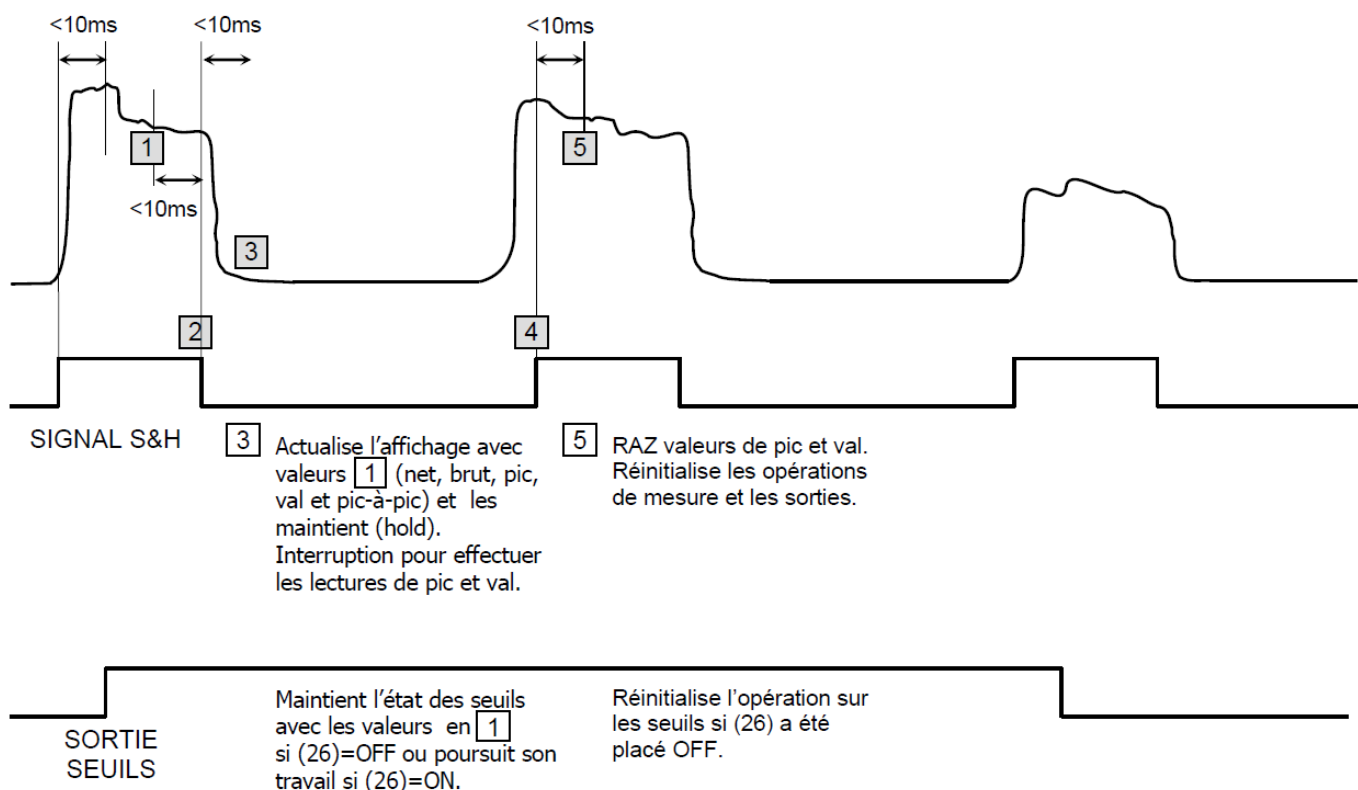 <10ms
<10ms
<10ms
1
5
<10ms
3
2
4
SIGNAL S&H
3 Actualise l'affichage avec
valeurs 1 (net, brut, pic,
val et pic-à-pic) et les
maintient (hold).
Interruption pour effectuer
les lectures de pic et val.
5 RAZ valeurs de pic et val.
Réinitialise les opérations
de mesure et les sorties.
SORTIE
SEUILS
Maintient l'état des seuils
avec les valeurs en 1
si (26)=OFF ou poursuit son
travail si (26)=ON.
Réinitialise l'opération sur
les seuils si (26) a été
placé OFF.